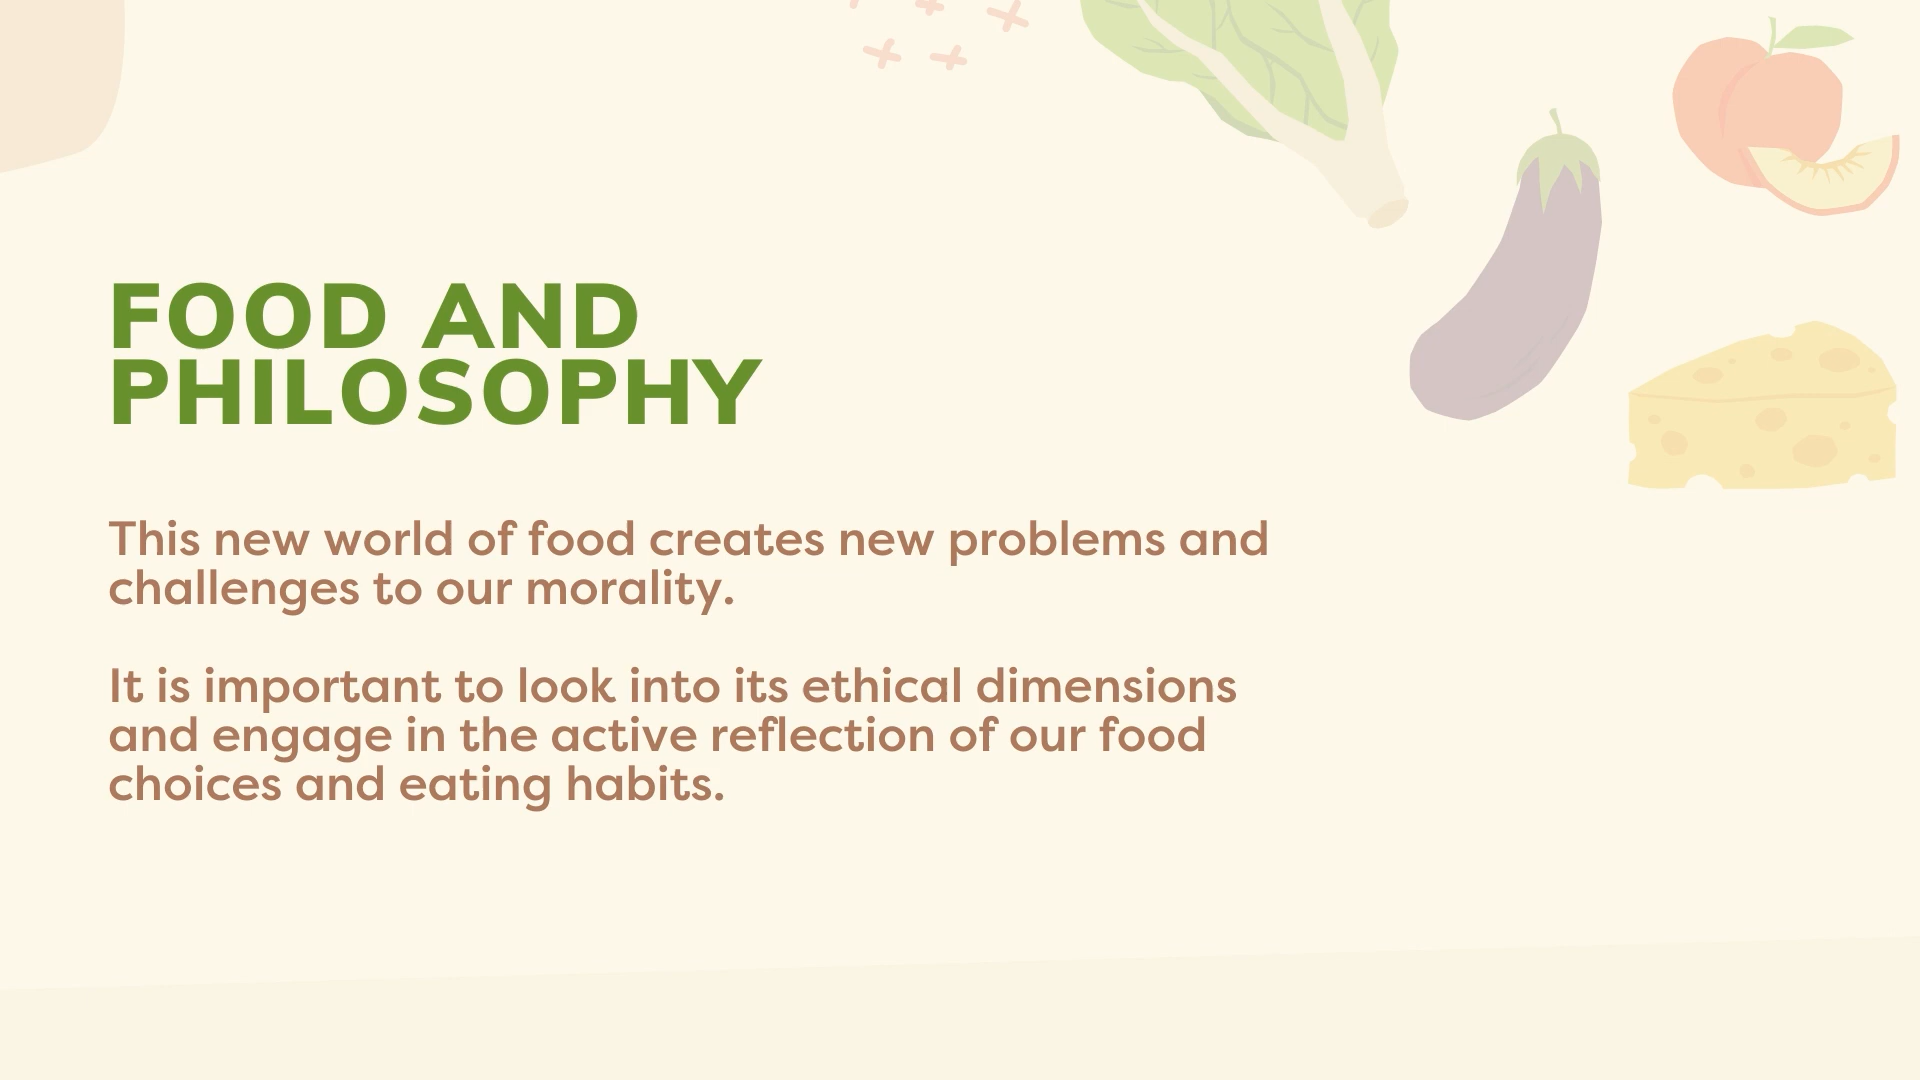 FOOD AND
PHILOSOPHY
This new world of food creates new problems and
challenges to our morality.
It is important to look into its ethical dimensions
and engage in the active reflection of our food
choices and eating habits.